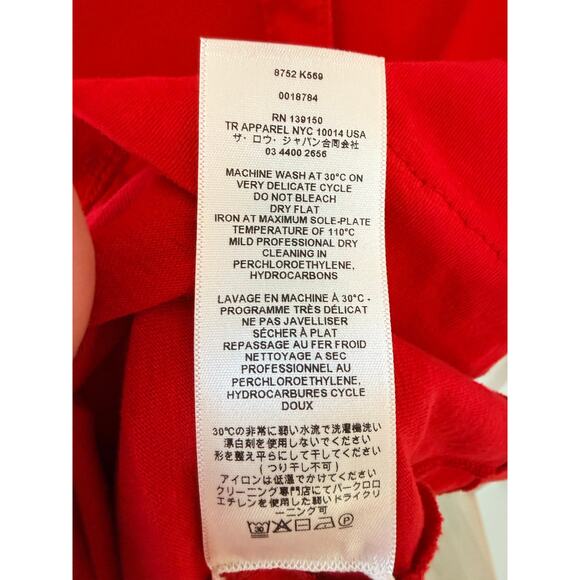 8752 K569
0018784
RN 139150
TR APPAREL NYC 10014 USA
ザ・ロウ・ジャパン合同会社
03 4400 2656
MACHINE WASH AT 30°C ON
VERY DELICATE CYCLE
DO NOT BLEACH
DRY FLAT
IRON AT MAXIMUM SOLE-PLATE
TEMPERATURE OF 110°C
MILD PROFESSIONAL DRY
CLEANING IN
PERCHLOROETHYLENE,
HYDROCARBONS
LAVAGE EN MACHINE À 30°C -
PROGRAMME TRÈS DÉLICAT
NE PAS JAVELLISER
SÉCHER À PLAT
REPASSAGE AU FER FROID
NETTOYAGE A SEC
PROFESSIONNEL AU
PERCHLOROETHYLENE,
HYDROCARBURES CYCLE
DOUX
30℃の非常に弱い水流で洗濯機洗い
漂白剤を使用しないでください
形を整え平らにして干してください
(つり干し不可)
アイロンは低温でかけてください
クリーニング専門店にてパークロロ
エチレンを使用した弱いドライクリ
ーニング可